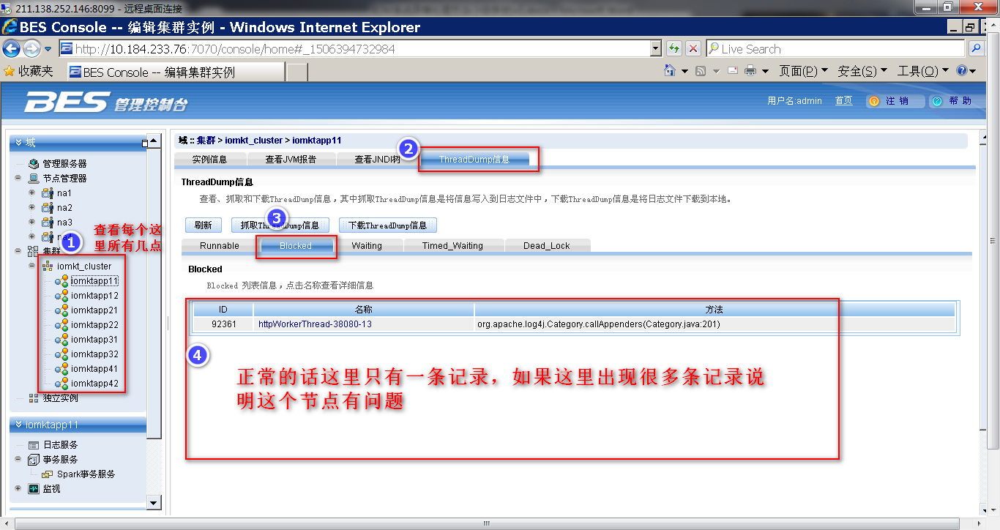 211.138.252.146:8099 - 远程桌面连接
BES Console -- 编辑集群实例 - Windows Internet Explorer
http://10.184.233.76:7070/console/home#_1506394732984
Live Search
收藏夹
BES Console -- 编辑集群实例
页面(P)
安全(S)
工具(O)
BES 管理控制台
用户名:admin
首页
注 销
帮 助
域
管理服务器
节点管理器
na1
na2
na3
查看每个这
里所有几点
1
集群
iomkt_cluster
iomktapp11
iomktapp12
iomktapp21
iomktapp22
iomktapp31
iomktapp32
iomktapp41
iomktapp42
独立实例
iomktapp11
日志服务
事务服务
Spark事务服务
监视
域 :: 集群 > iomkt_cluster > iomktapp11
2
实例信息
查看JVM报告
查看JNDI树
ThreadDump信息
ThreadDump信息
查看、抓取和下载ThreadDump信息，其中抓取ThreadDump信息是将信息写入到日志文件中，下载ThreadDump信息是将日志文件下载到本地。
3
刷新
抓取ThreadDump信息
下载ThreadDump信息
Runnable
Blocked
Waiting
Timed_Waiting
Dead_Lock
Blocked
Blocked 列表信息，点击名称查看详细信息
ID 名称 方法
92361 httpWorkerThread-38080-13 org.apache.log4j.Category.callAppenders(Category.java:201)
4
正常的话这里只有一条记录，如果这里出现很多条记录说
明这个节点有问题